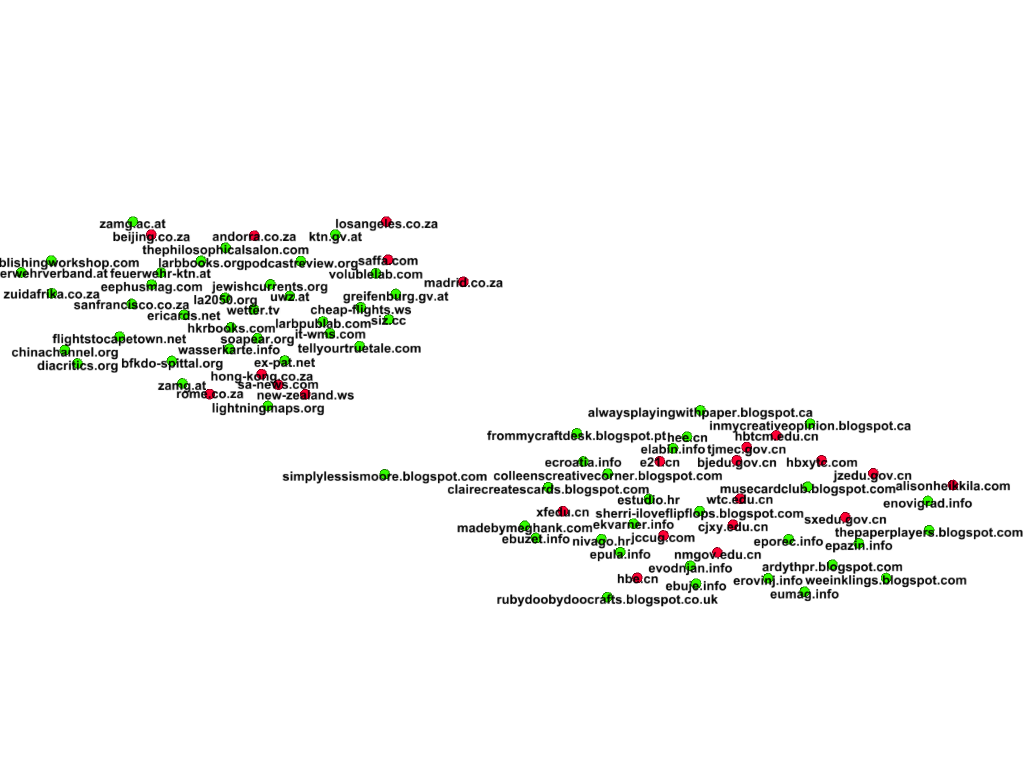 zamg.ac.at
losangeles.co.za
beijing.co.za
andorra.co.za
ktn.gv.at
thephilosophicalsalon.com
blishingworkshop.com
larbbooks.org
podcastreview.org
saffa.com
erwehrverband.at
feuerwehr-ktn.at
volublelab.com
madrid.co.za
eephusmag.com
jewishcurrents.org
zuidafrika.co.za
sanfrancisco.co.za
la2050.org
uwz.at
greifenburg.gv.at
ericards.net
wetter.tv
cheap-flights.ws
hkrbooks.com
larbpublab.com
siz.cc
flightstocapetown.net
soapear.org
it-wms.com
chinachannel.org
wasserkarte.info
tellyourtruetale.com
diacritics.org
bfkdo-spittal.org
ex-pat.net
hong-kong.co.za
zamg.at
sa-news.com
rome.co.za
new-zealand.ws
lightningmaps.org
alwaysplayingwithpaper.blogspot.ca
inmycreativeopinion.blogspot.ca
frommycraftdesk.blogspot.pt
hee.cn
hbtcm.edu.cn
elabin.info
tjmec.gov.cn
ecroatia.info
e21.cn
bjedu.gov.cn
hbxytc.com
simplylessismoore.blogspot.com
colleenscreativecorner.blogspot.com
jzedu.gov.cn
clairecreatescards.blogspot.com
musecardclub.blogspot.com
alisonheikkila.com
estudio.hr
wtc.edu.cn
enovigrad.info
xfedu.cn
sherri-iloveflipflops.blogspot.com
sxedu.gov.cn
madebymeghank.com
ekvarner.info
cjxy.edu.cn
thepaperplayers.blogspot.com
ebuzet.info
nivago.hr
jccug.com
eporec.info
epazin.info
epula.info
nmgov.edu.cn
evodnjan.info
ardythpr.blogspot.com
hbe.cn
ebuje.info
erovinj.info
weeinklings.blogspot.com
eumag.info
rubydoobydoocrafts.blogspot.co.uk